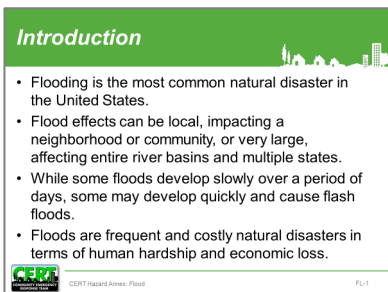 Introduction
• Flooding is the most common natural disaster in
the United States.
• Flood effects can be local, impacting a
neighborhood or community, or very large,
affecting entire river basins and multiple states.
• While some floods develop slowly over a period of
days, some may develop quickly and cause flash
floods.
• Floods are frequent and costly natural disasters in
terms of human hardship and economic loss.
CERT
COMMUNITY EMERGENCY
RESPONSE TEAM
CERT Hazard Annex: Flood
FL-1